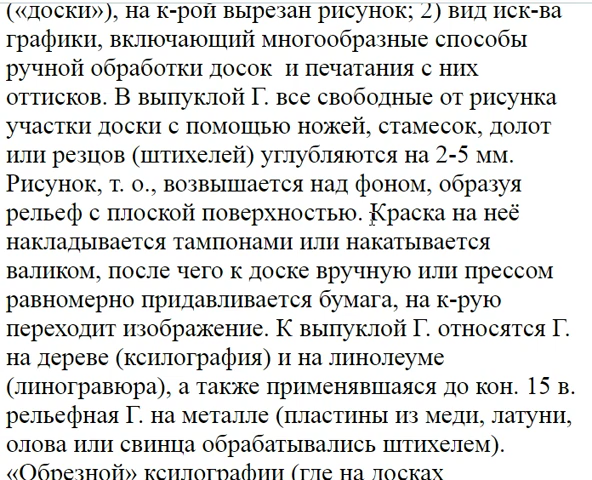 («доски»), на к-рой вырезан рисунок; 2) вид иск-ва
графики, включающий многообразные способы
ручной обработки досок и печатания с них
оттисков. В выпуклой Г. все свободные от рисунка
участки доски с помощью ножей, стамесок, долот
или резцов (штихелей) углубляются на 2-5 мм.
Рисунок, т. о., возвышается над фоном, образуя
рельеф с плоской поверхностью. Краска на неё
накладывается тампонами или накатывается
валиком, после чего к доске вручную или прессом
равномерно придавливается бумага, на к-рую
переходит изображение. К выпуклой Г. относятся Г.
на дереве (ксилография) и на линолеуме
(линогравюра), а также применявшаяся до кон. 15 в.
рельефная Г. на металле (пластины из меди, латуни,
олова или свинца обрабатывались штихелем).
«Обрезной» ксилографии (где на досках